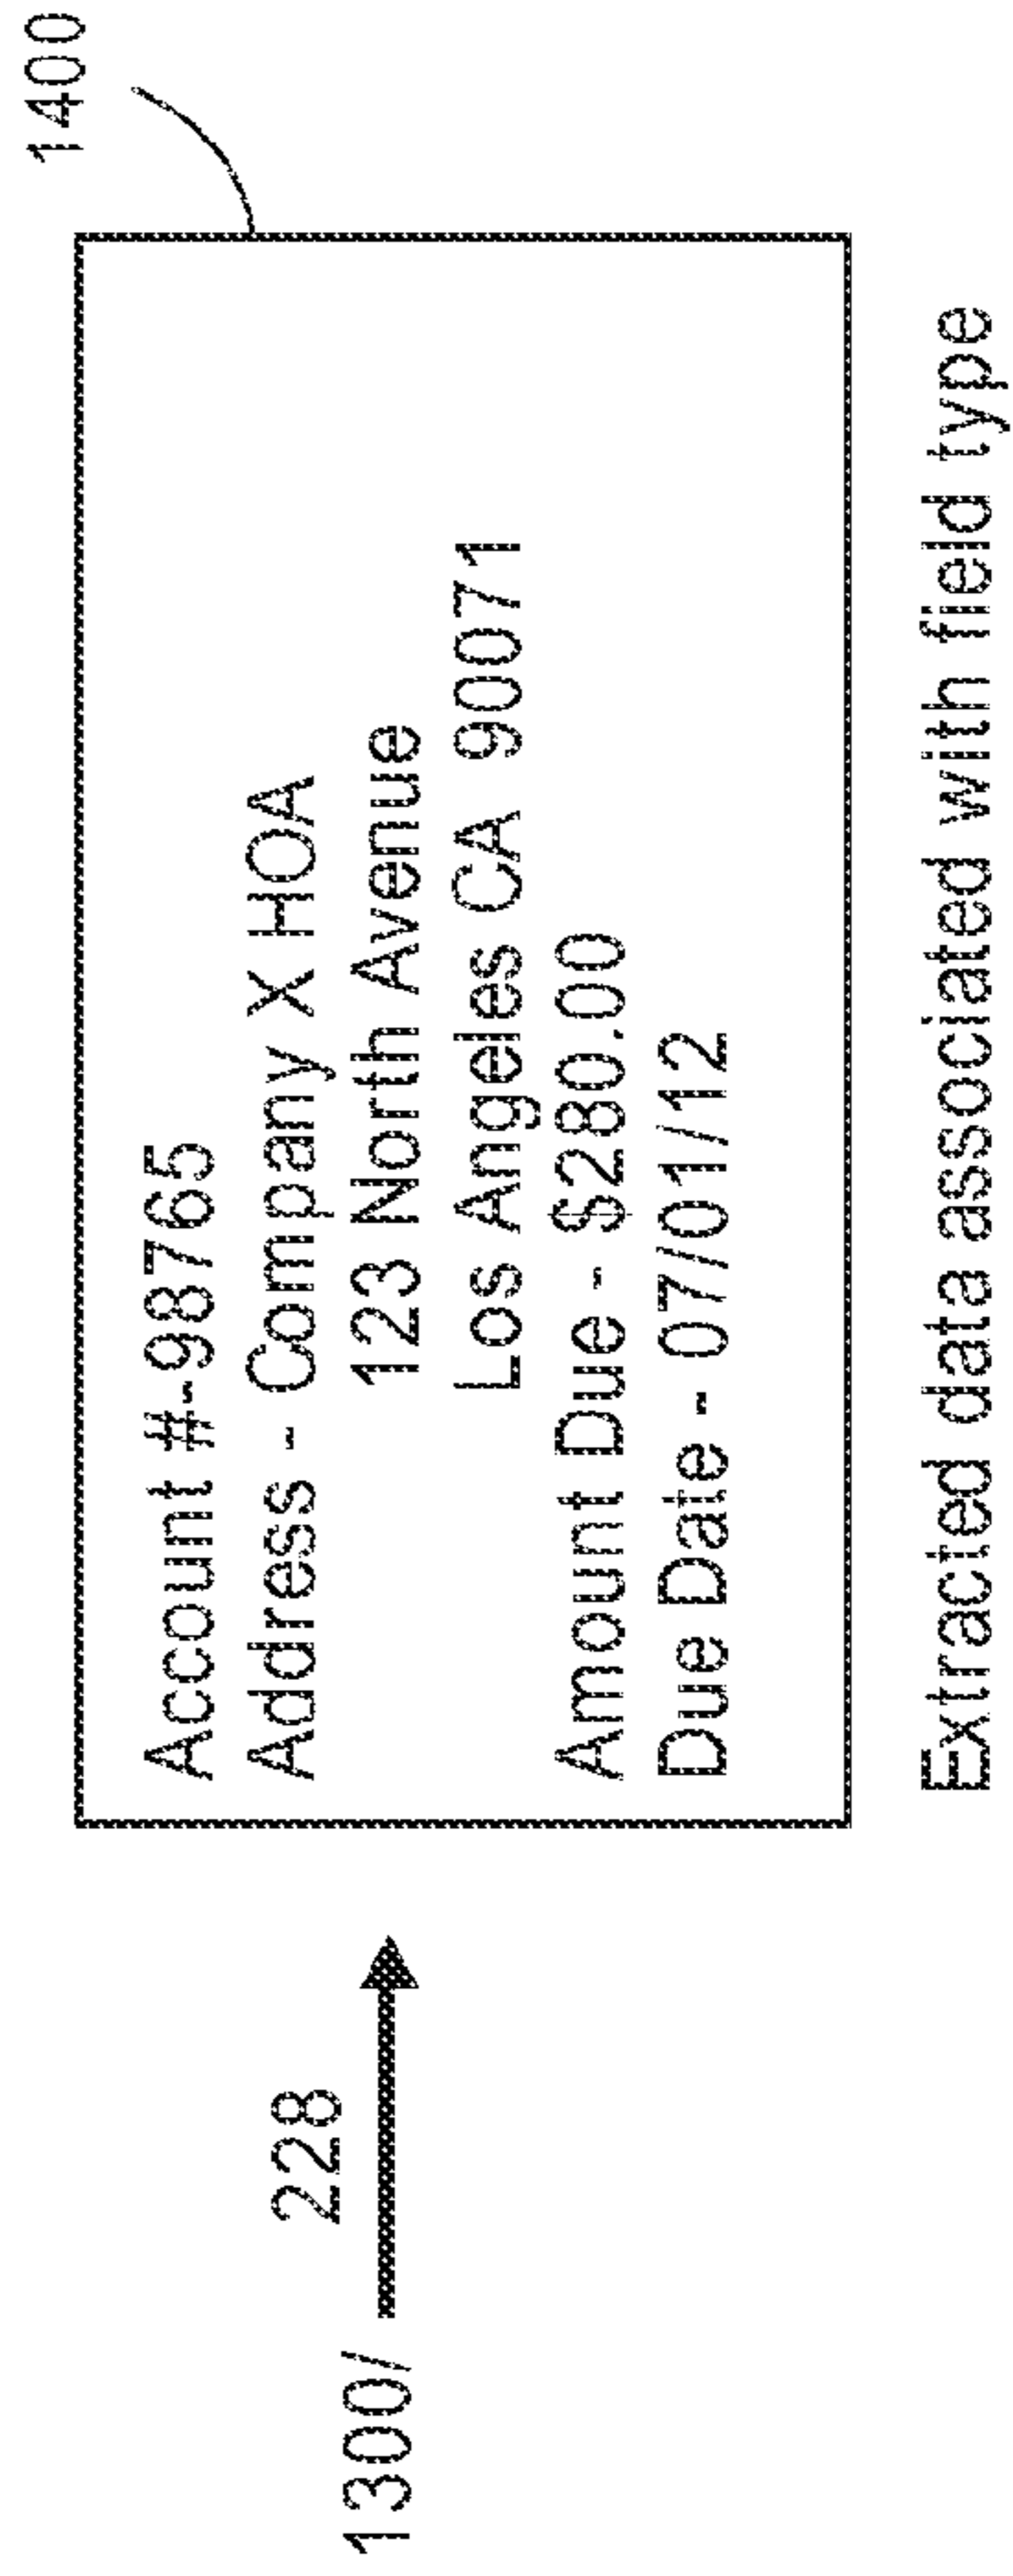 1400
Account #-98765
Address - Company X HOA
123 North Avenue
Los Angeles CA 90071
Amount Due - $280.00
Due Date - 07/01/12
228
1300/
Extracted data associated with field type